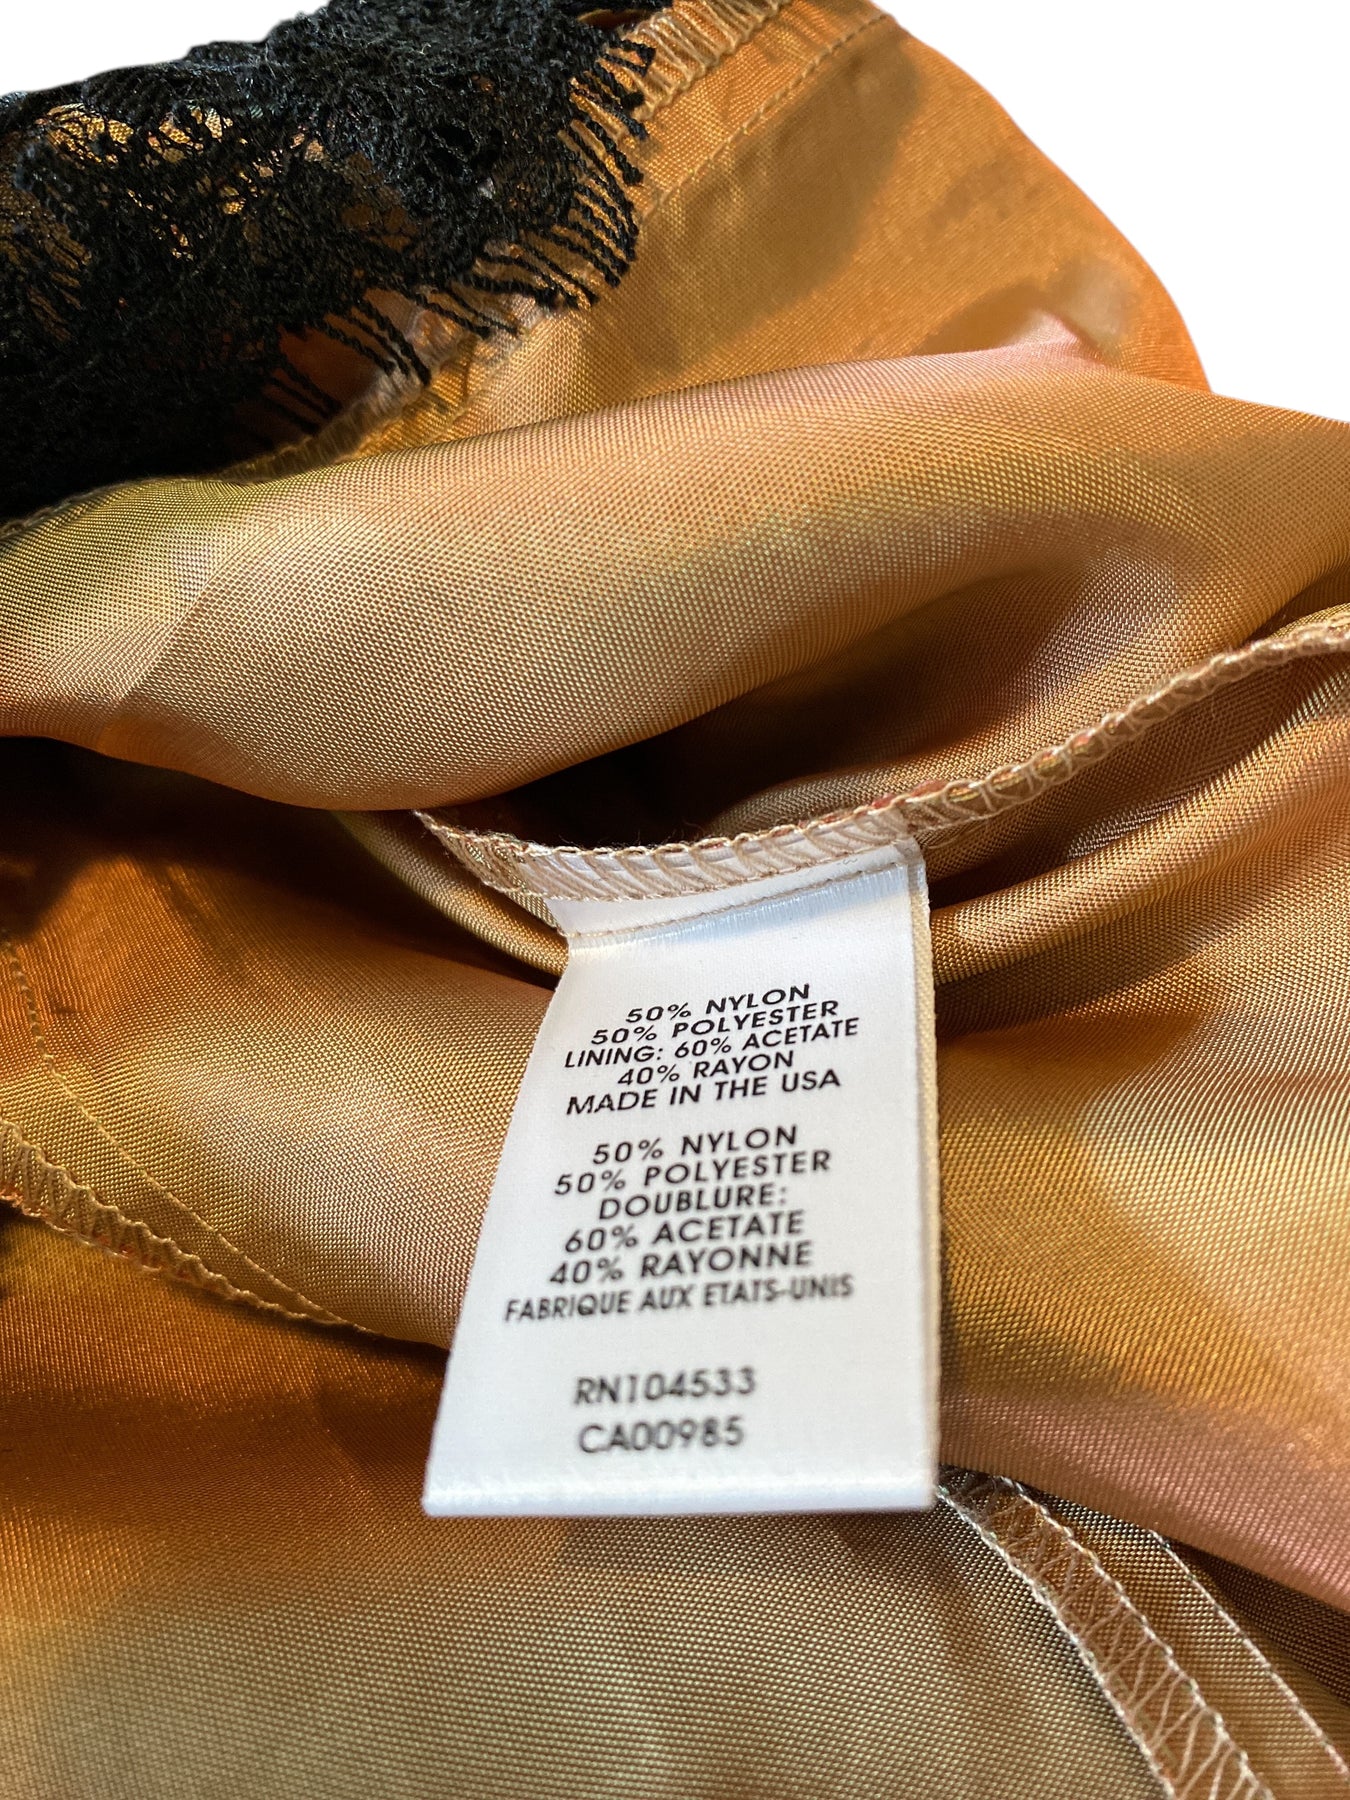 50% NYLON
50% POLYESTER
LINING: 60% ACETATE
40% RAYON
MADE IN THE USA
50% NYLON
50% POLYESTER
DOUBLURE:
60% ACETATE
40% RAYONNE
FABRIQUE AUX ETATS-UNIS
RN104533
CA00985